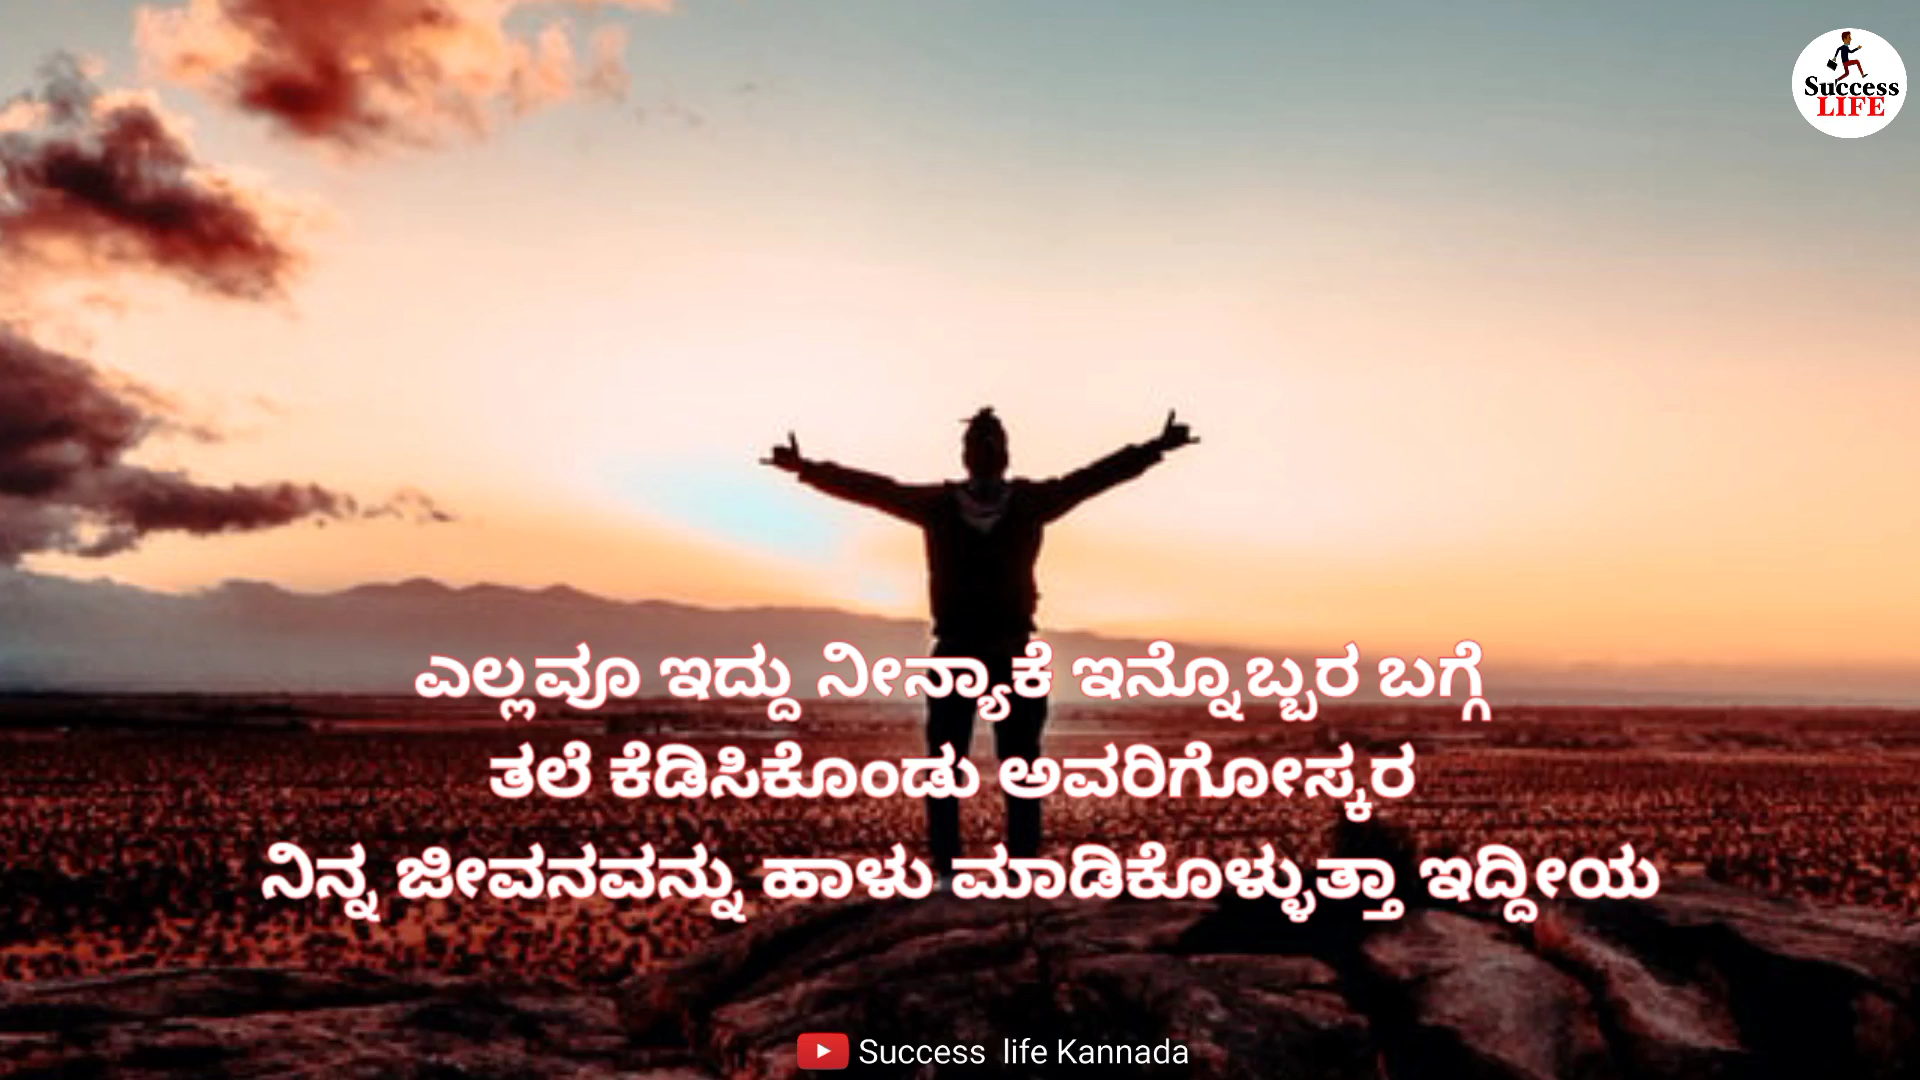 Success
LIFE
ಎಲ್ಲವೂ ಇದ್ದು ನೀನ್ಯಾಕೆ ಇನ್ನೊಬ್ಬರ ಬಗ್ಗೆ
ತಲೆ ಕೆಡಿಸಿಕೊಂಡು ಅವರಿಗೋಸ್ಕರ
ನಿನ್ನ ಜೀವನವನ್ನು ಹಾಳು ಮಾಡಿಕೊಳ್ಳುತ್ತಾ ಇದ್ದೀಯ
Success life Kannada